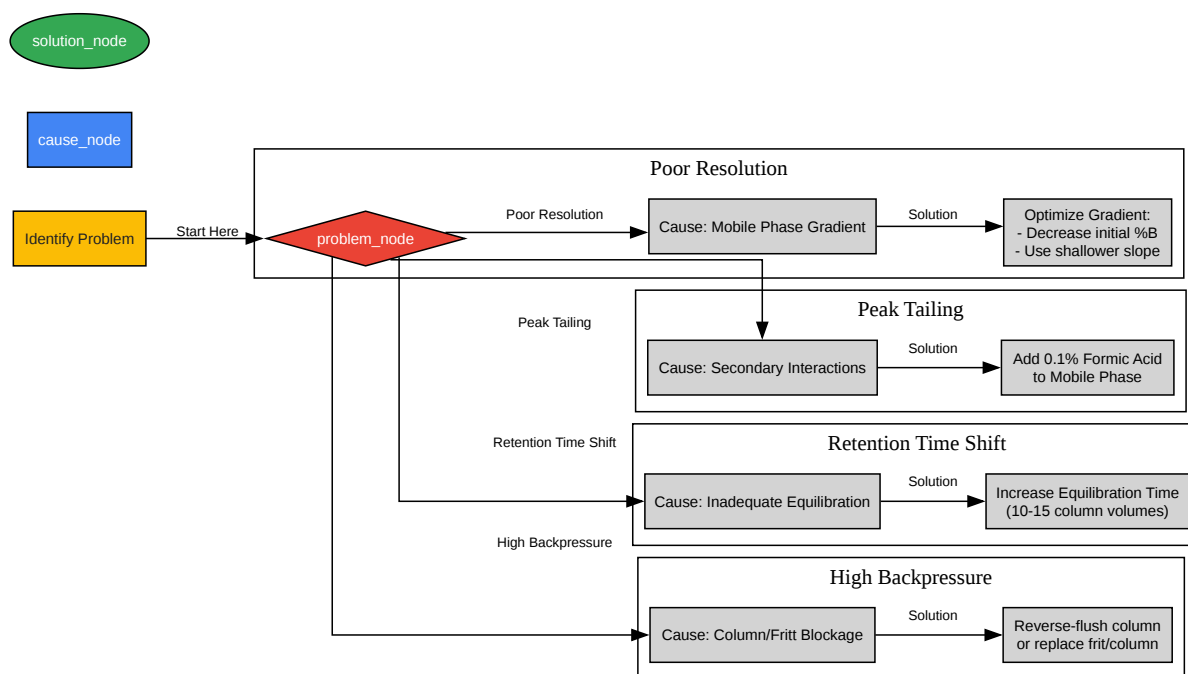 solution_node
cause_node
Identify Problem
Start Here
problem_node
Poor Resolution
Poor Resolution
Cause: Mobile Phase Gradient
Solution
Optimize Gradient:
- Decrease initial %B
- Use shallower slope
Peak Tailing
Peak Tailing
Cause: Secondary Interactions
Solution
Add 0.1% Formic Acid
to Mobile Phase
Retention Time Shift
Retention Time Shift
Cause: Inadequate Equilibration
Solution
Increase Equilibration Time
(10-15 column volumes)
High Backpressure
High Backpressure
Cause: Column/Fritt Blockage
Solution
Reverse-flush column
or replace frit/column